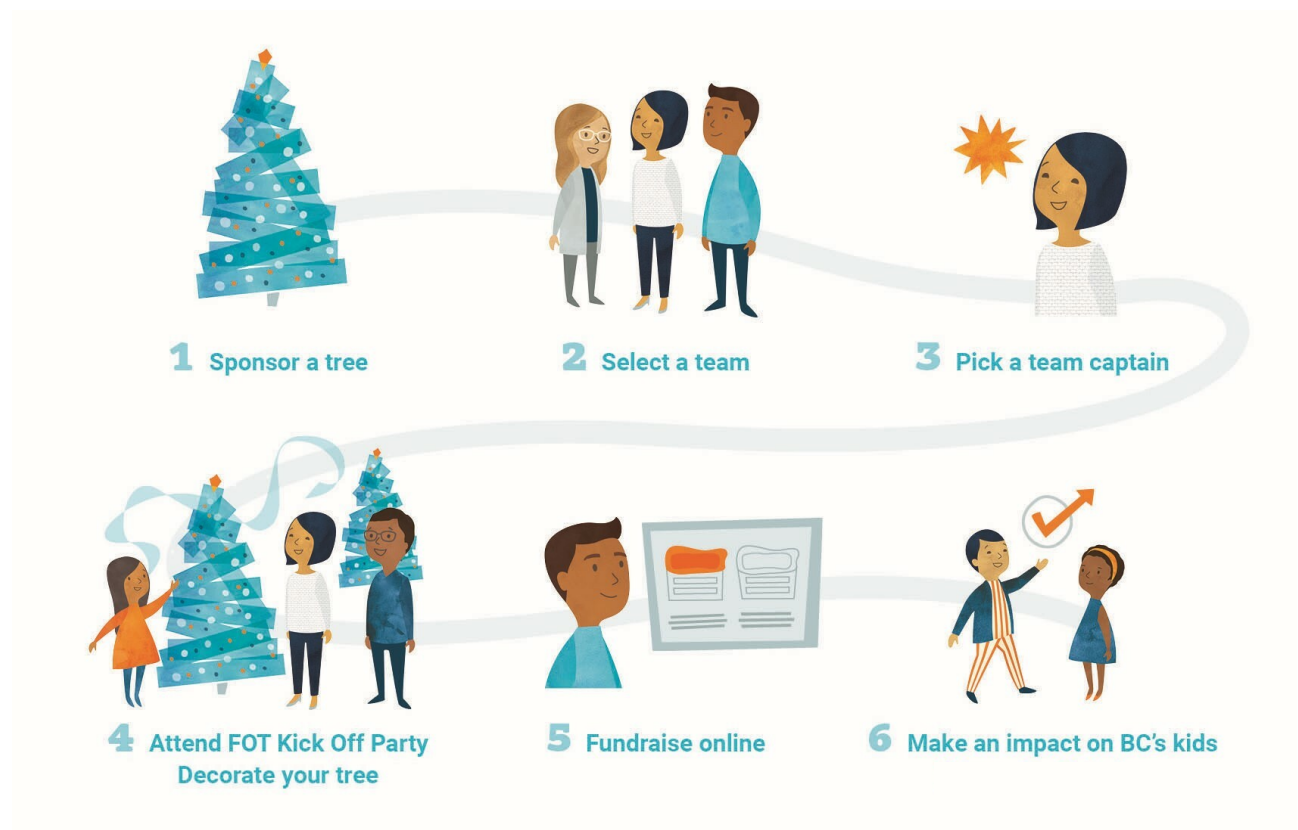 1 Sponsor a tree
2 Select a team
3 Pick a team captain
4 Attend FOT Kick Off Party
Decorate your tree
5 Fundraise online
6 Make an impact on BC's kids